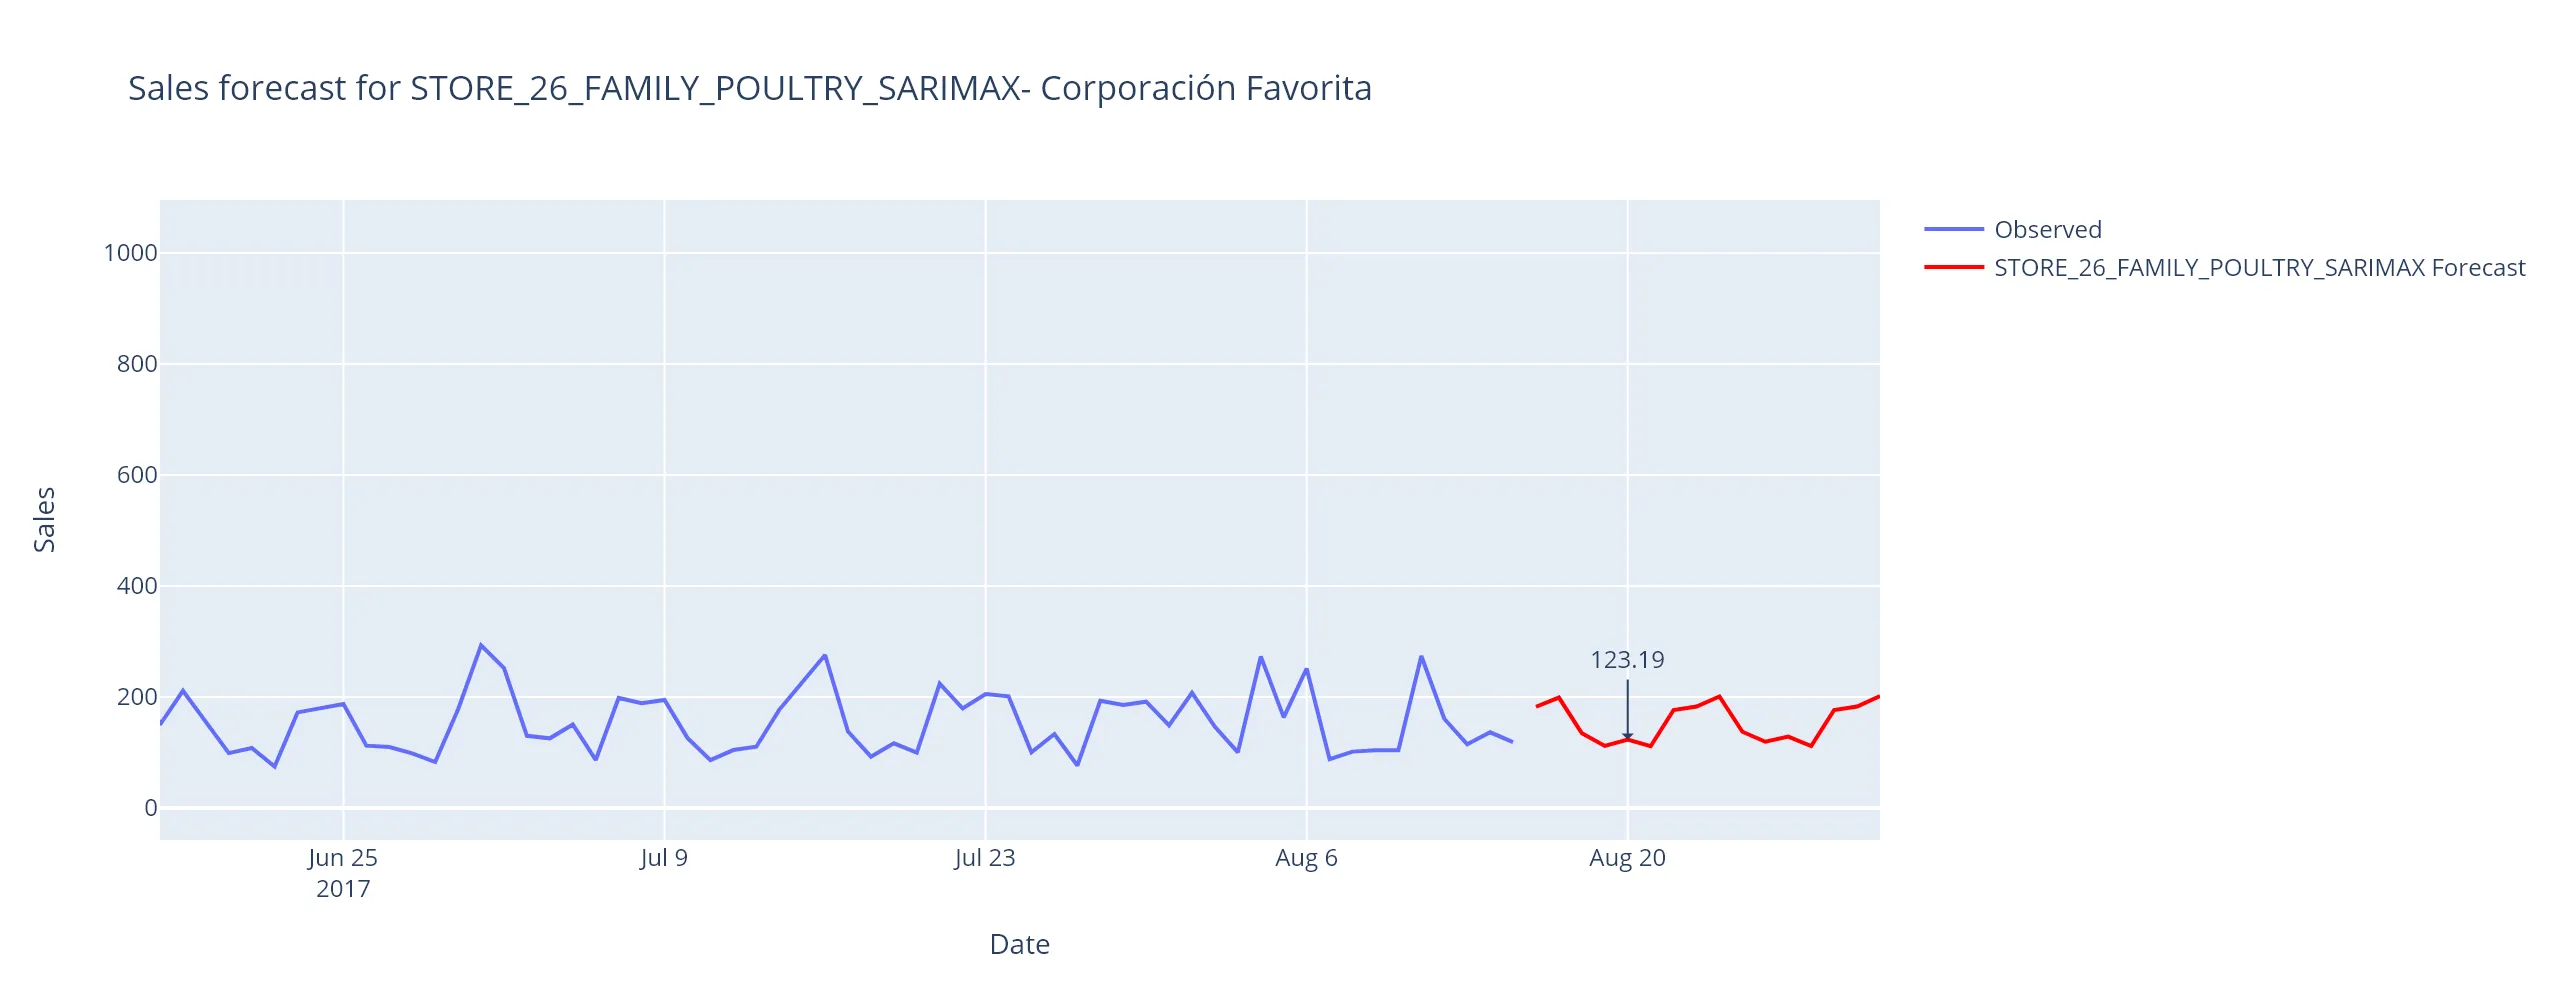 Sales forecast for STORE_26_FAMILY_POULTRY_SARIMAX- Corporación Favorita
Observed
STORE_26_FAMILY_POULTRY_SARIMAX Forecast
1000
800
600
400
200
0
Sales
123.19
Jun 25
2017
Jul 9
Jul 23
Aug 6
Aug 20
Date